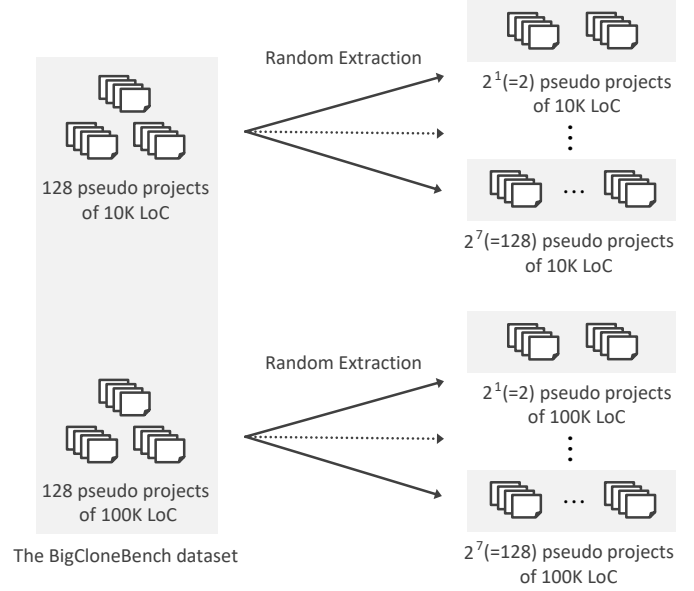 Random Extraction
2^1(=2) pseudo projects
of 10K LoC
128 pseudo projects
of 10K LoC
2^7(=128) pseudo projects
of 10K LoC
Random Extraction
2^1(=2) pseudo projects
of 100K LoC
128 pseudo projects
of 100K LoC
The BigCloneBench dataset
2^7(=128) pseudo projects
of 100K LoC